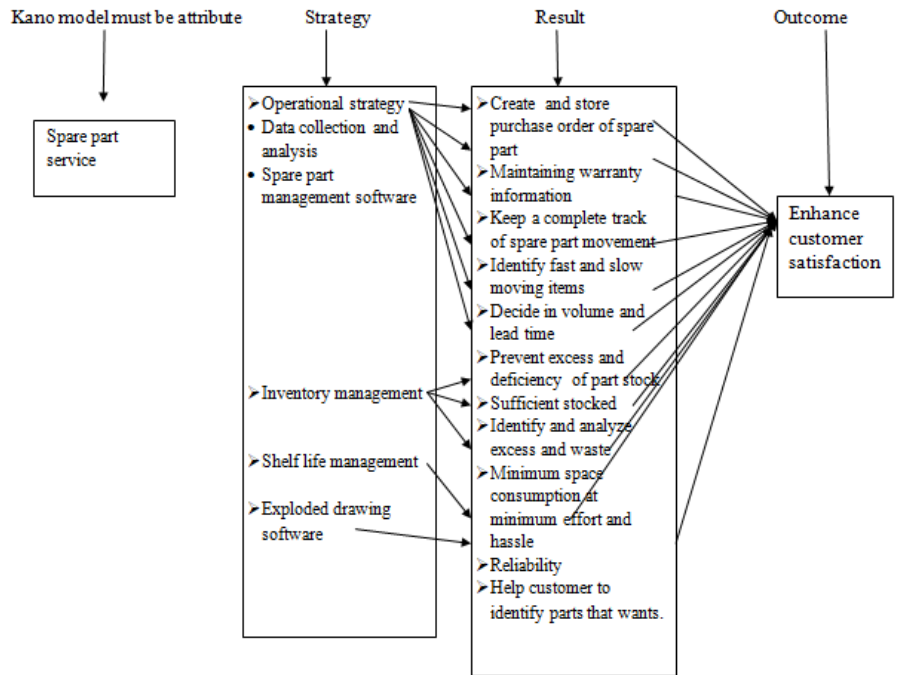 Kano model must be attribute
Strategy
Result
Outcome
Spare part
service
➢Operational strategy
• Data collection and
analysis
• Spare part
management software
➢Inventory management
➢Shelf life management
➢Exploded drawing
software
➢Create and store
purchase order of spare
part
➢Maintaining warranty
information
➢Keep a complete track
of spare part movement
➢Identify fast and slow
moving items
➢Decide in volume and
lead time
➢Prevent excess and
deficiency of part stock
➢Sufficient stocked
➢Identify and analyze
excess and waste
➢Minimum space
consumption at
minimum effort and
hassle
➢Reliability
➢Help customer to
identify parts that wants.
Enhance
customer
satisfaction